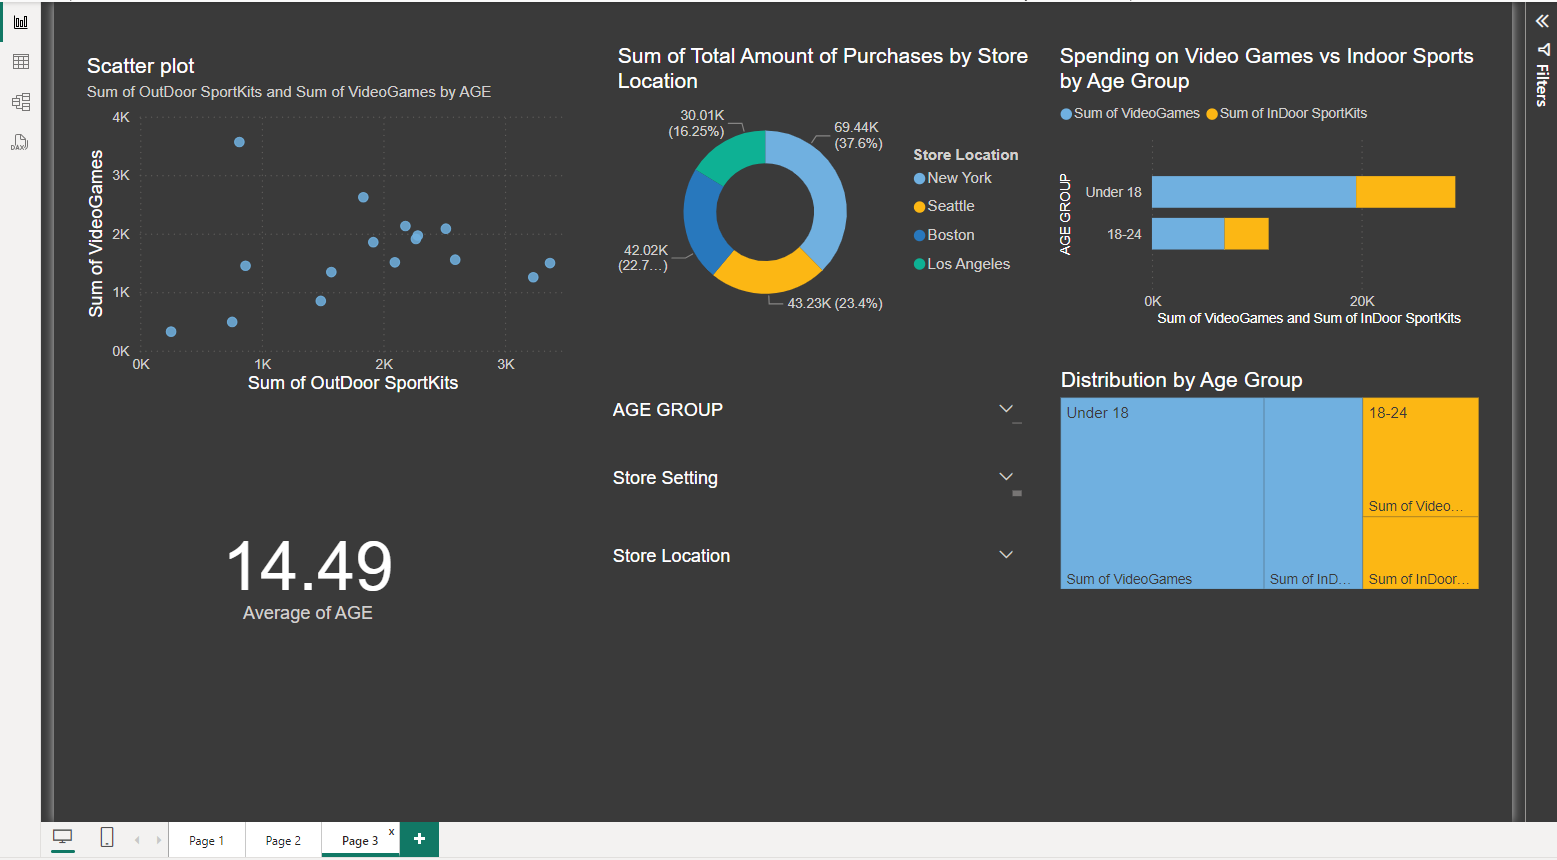 Scatter plot
Sum of OutDoor SportKits and Sum of VideoGames by AGE
Sum of VideoGames
4K
3K
2K
1K
0K
0K
1K
2K
3K
Sum of OutDoor SportKits
Sum of Total Amount of Purchases by Store
Location
30.01K
(16.25%)
69.44K
(37.6%)
42.02K
(22.7...)
43.23K (23.4%)
Store Location
New York
Seattle
Boston
Los Angeles
Spending on Video Games vs Indoor Sports
by Age Group
Sum of VideoGames
Sum of InDoor SportKits
AGE GROUP
Under 18
18-24
0K
20K
Sum of VideoGames and Sum of InDoor SportKits
AGE GROUP
Store Setting
Store Location
Distribution by Age Group
Under 18
18-24
Sum of Video...
Sum of VideoGames
Sum of InD...
Sum of InDoor...
14.49
Average of AGE
Filters
DAX
Page 1
Page 2
Page 3
x
+